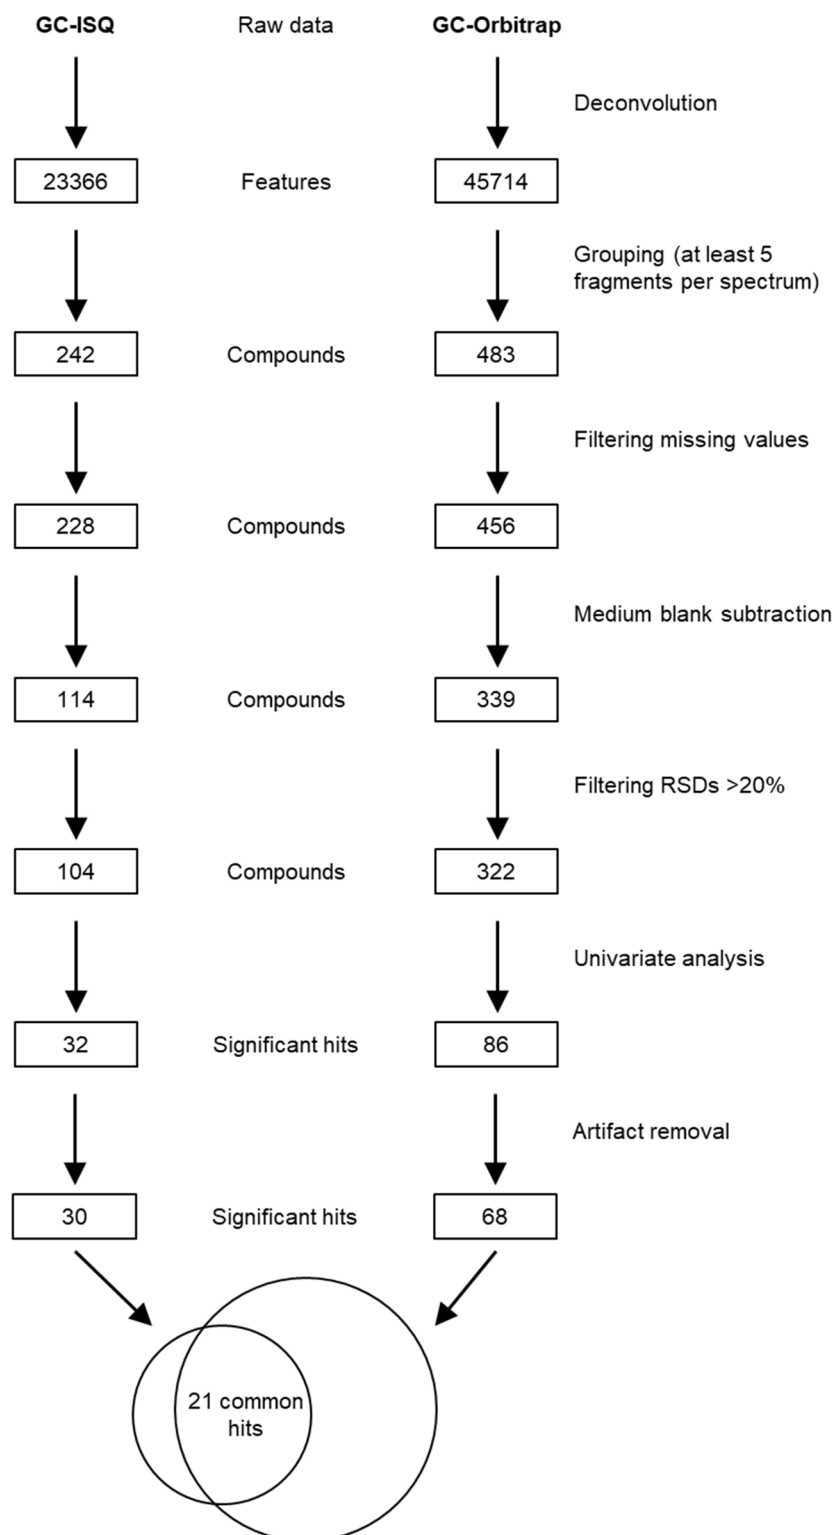 GC-ISQ Raw data GC-Orbitrap
Deconvolution
23366 Features 45714
Grouping (at least 5
fragments per spectrum)
242 Compounds 483
Filtering missing values
228 Compounds 456
Medium blank subtraction
114 Compounds 339
Filtering RSDs >20%
104 Compounds 322
Univariate analysis
32 Significant hits 86
Artifact removal
30 Significant hits 68
21 common
hits